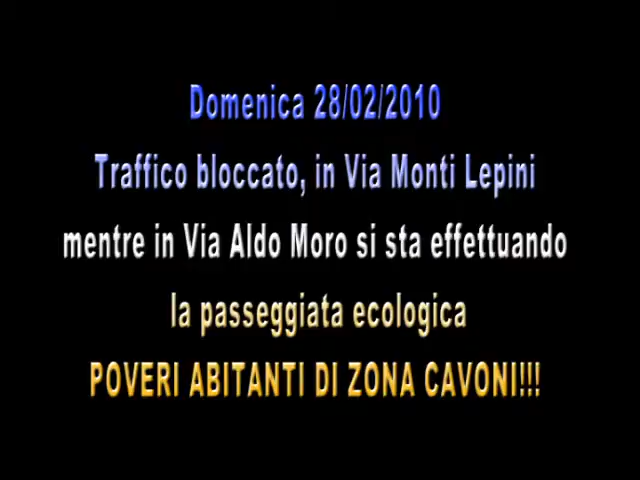 Domenica 28/02/2010
Traffico bloccato, in Via Monti Lepini
mentre in Via Aldo Moro si sta effettuando
la passeggiata ecologica
POVERI ABITANTI DI ZONA CAVONI!!!